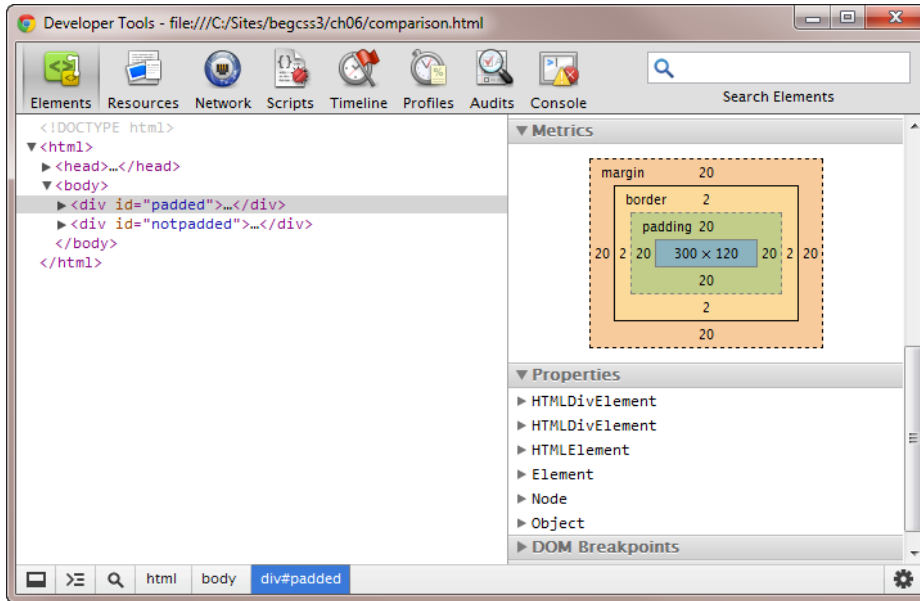 Developer Tools - file:///C:/Sites/begcss3/ch06/comparison.html
Elements Resources Network Scripts Timeline Profiles Audits Console
Search Elements
<!DOCTYPE html>
▼<html>
▶<head>…</head>
▼<body>
▶<div id="padded">…</div>
▶<div id="notpadded">…</div>
</body>
</html>
▼ Metrics
margin 20
border 2
padding 20
20 2 20 300 × 120 20 2 20
20
2
20
▼ Properties
▶ HTMLDivElement
▶ HTMLDivElement
▶ HTMLElement
▶ Element
▶ Node
▶ Object
▶ DOM Breakpoints
html body div#padded